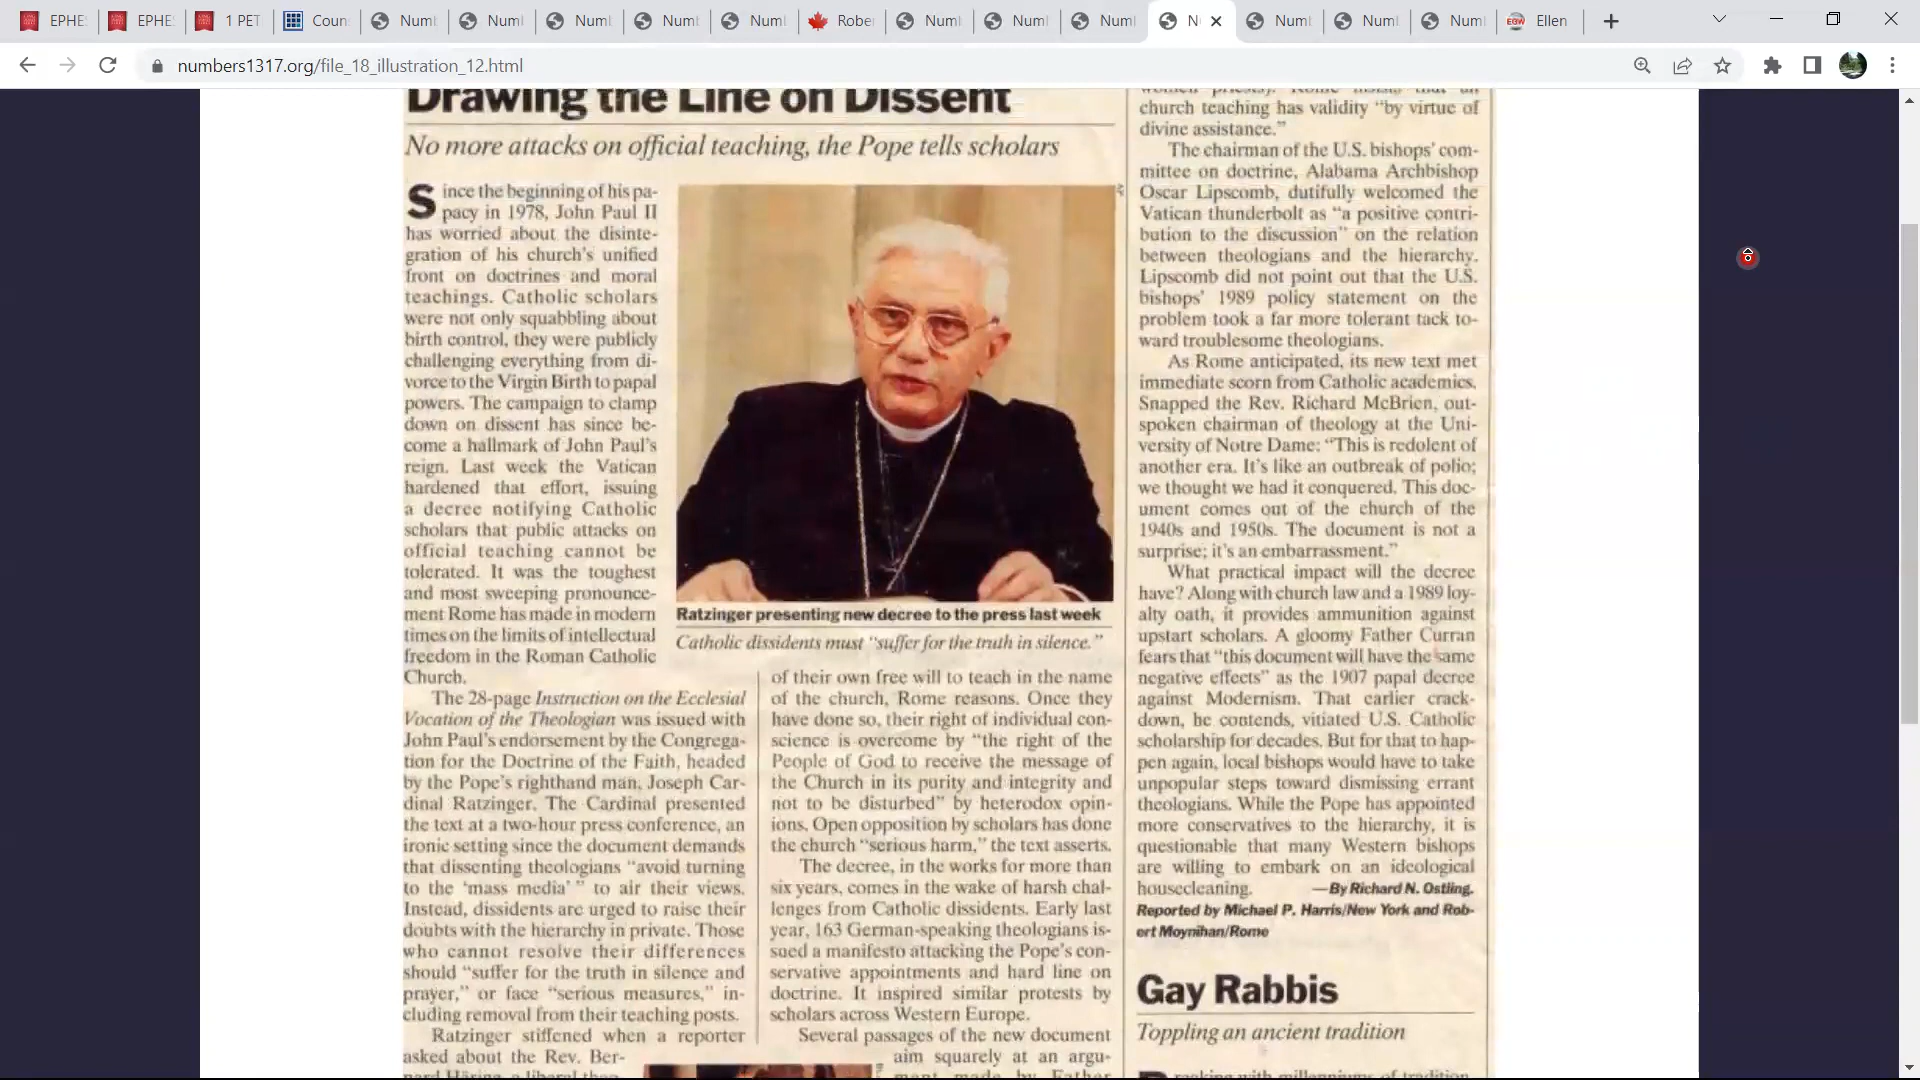 EPHES
EPHE
1 PET
Coun
Numb
Numl
Numl
Numl
Numl
Robe
Numl
Numl
Numl
N
Numl
Numl
Numl
Ellen
numbers1317.org/file_18_illustration_12.html
Drawing the Line on Dissent
No more attacks on official teaching, the Pope tells scholars
Since the beginning of his pa-
pacy in 1978, John Paul II
has worried about the disinte-
gration of his church's unified
front on doctrines and moral
teachings. Catholic scholars
were not only squabbling about
birth control, they were publicly
challenging everything from di-
vorce to the Virgin Birth to papal
powers. The campaign to clamp
down on dissent has since be-
come a hallmark of John Paul's
reign. Last week the Vatican
hardened that effort, issuing
a decree notifying Catholic
scholars that public attacks on
official teaching cannot be
tolerated. It was the toughest
and most sweeping pronounce-
ment Rome has made in modern
times on the limits of intellectual
freedom in the Roman Catholic
Church.
The 28-page Instruction on the Ecclesial
Vocation of the Theologian was issued with
John Paul's endorsement by the Congrega-
tion for the Doctrine of the Faith, headed
by the Pope's righthand man, Joseph Car-
dinal Ratzinger. The Cardinal presented
the text at a two-hour press conference, an
ironic setting since the document demands
that dissenting theologians "avoid turning
to the 'mass media' " to air their views.
Instead, dissidents are urged to raise their
doubts with the hierarchy in private. Those
who cannot resolve their differences
should "suffer for the truth in silence and
prayer," or face "serious measures," in-
cluding removal from their teaching posts.
Ratzinger stiffened when a reporter
asked about the Rev. Ber-
nard Häring, a liberal theo-
Ratzinger presenting new decree to the press last week
Catholic dissidents must "suffer for the truth in silence."
of their own free will to teach in the name
of the church, Rome reasons. Once they
have done so, their right of individual con-
science is overcome by "the right of the
People of God to receive the message of
the Church in its purity and integrity and
not to be disturbed" by heterodox opin-
ions. Open opposition by scholars has done
the church "serious harm," the text asserts.
The decree, in the works for more than
six years, comes in the wake of harsh chal-
lenges from Catholic dissidents. Early last
year, 163 German-speaking theologians is-
sued a manifesto attacking the Pope's con-
servative appointments and hard line on
doctrine. It inspired similar protests by
scholars across Western Europe.
Several passages of the new document
aim squarely at an argu-
ment made by Father
women priests). Rome insists that all
church teaching has validity "by virtue of
divine assistance."
The chairman of the U.S. bishops' com-
mittee on doctrine, Alabama Archbishop
Oscar Lipscomb, dutifully welcomed the
Vatican thunderbolt as "a positive contri-
bution to the discussion" on the relation
between theologians and the hierarchy.
Lipscomb did not point out that the U.S.
bishops' 1989 policy statement on the
problem took a far more tolerant tack to-
ward troublesome theologians.
As Rome anticipated, its new text met
immediate scorn from Catholic academics.
Snapped the Rev. Richard McBrien, out-
spoken chairman of theology at the Uni-
versity of Notre Dame: "This is redolent of
another era. It's like an outbreak of polio;
we thought we had it conquered. This doc-
ument comes out of the church of the
1940s and 1950s. The document is not a
surprise; it's an embarrassment."
What practical impact will the decree
have? Along with church law and a 1989 loy-
alty oath, it provides ammunition against
upstart scholars. A gloomy Father Curran
fears that "this document will have the same
negative effects" as the 1907 papal decree
against Modernism. That earlier crack-
down, he contends, vitiated U.S. Catholic
scholarship for decades. But for that to hap-
pen again, local bishops would have to take
unpopular steps toward dismissing errant
theologians. While the Pope has appointed
more conservatives to the hierarchy, it is
questionable that many Western bishops
are willing to embark on an ideological
housecleaning. —By Richard N. Ostling.
Reported by Michael P. Harris/New York and Rob-
ert Moynihan/Rome
Gay Rabbis
Toppling an ancient tradition
Breaking with millenniums of tradition,